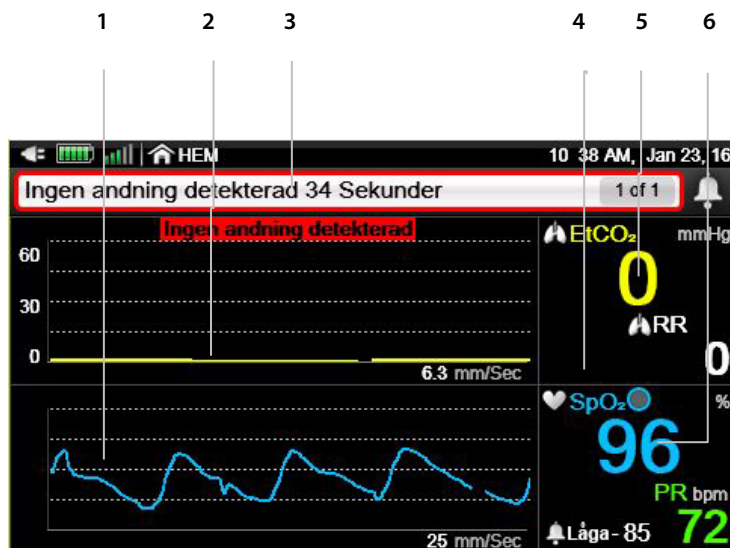 1 2 3 4 5 6
HEM 10 38 AM, Jan 23, 16
Ingen andning detekterad 34 Sekunder 1 of 1
Ingen andning detekterad
60
30
0
6.3 mm/Sec
EtCO₂ mmHg
0
RR
0
25 mm/Sec
SpO₂ %
96
PR bpm
Låga - 85 72